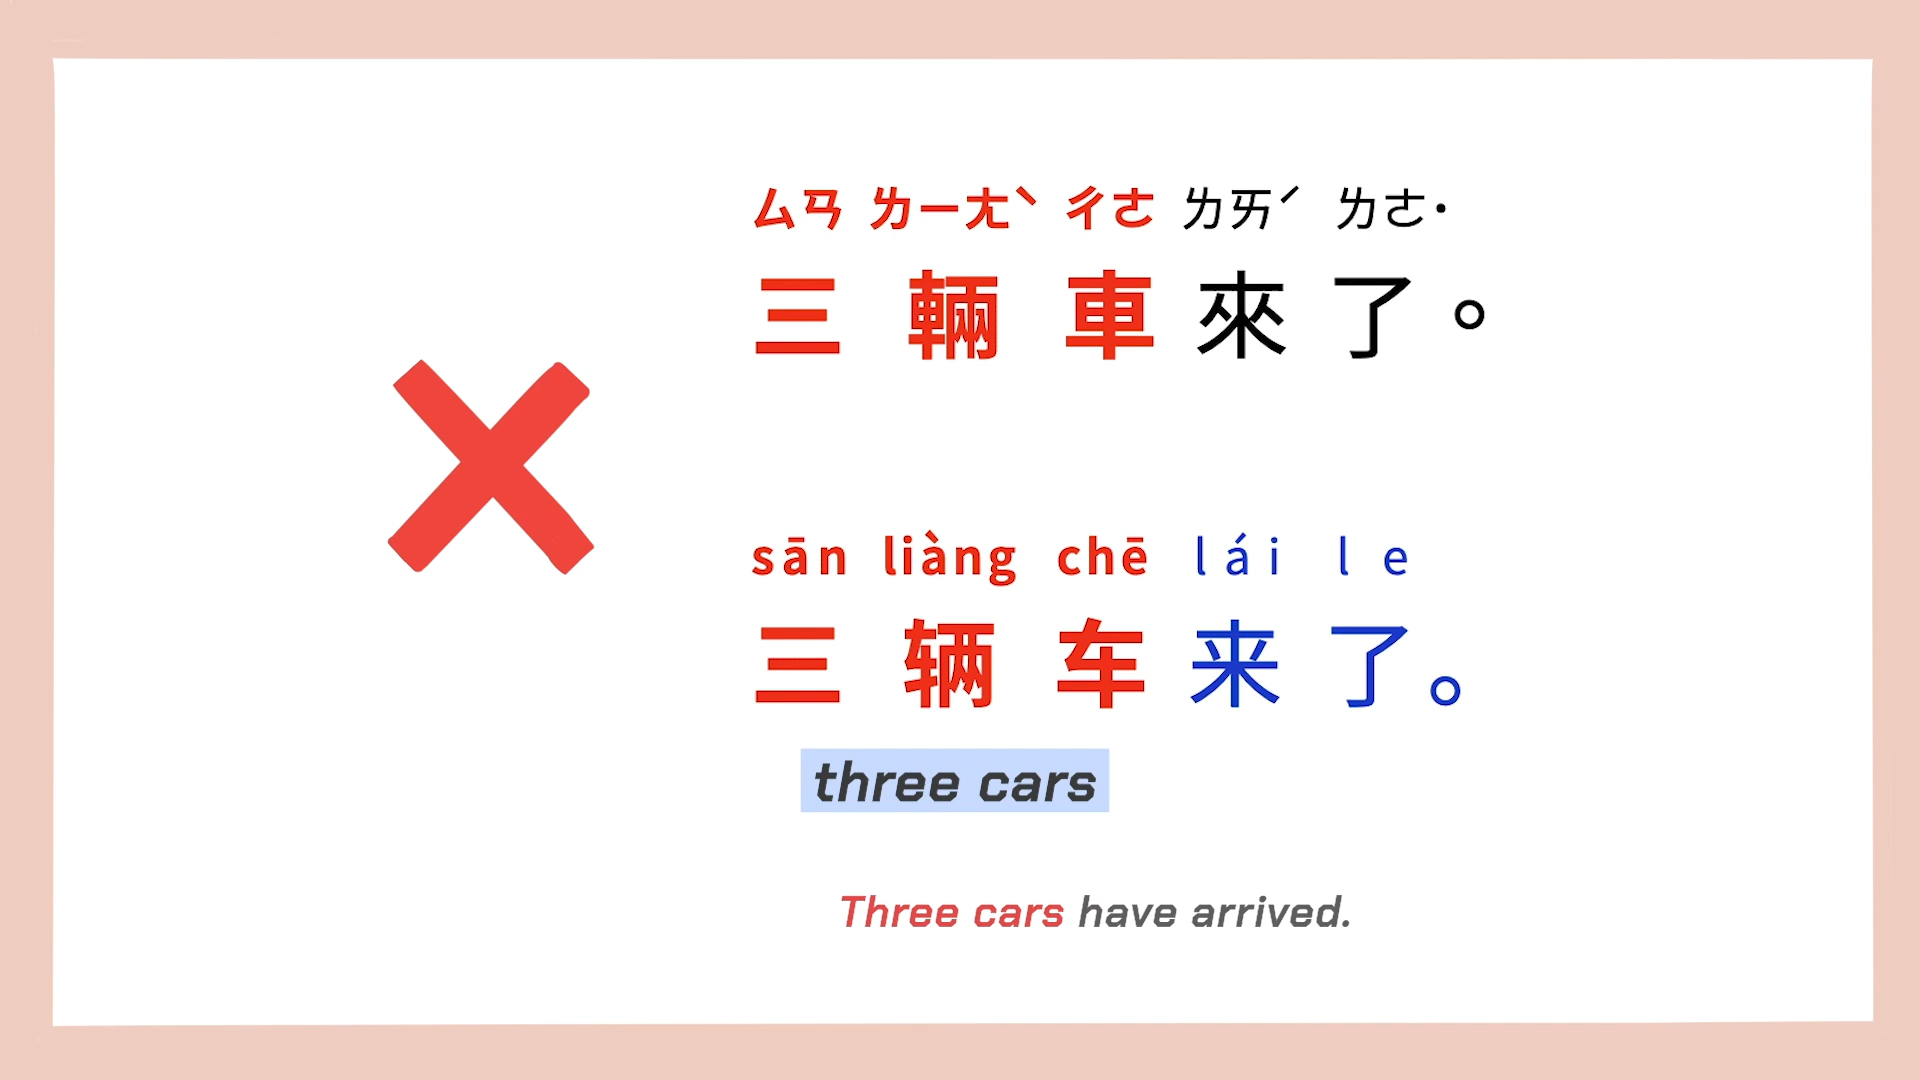 ㄙㄢ ㄌㄧㄤˋ ㄔㄜ ㄌㄞˊ ㄌㄜ˙
三 輛 車 來 了。
sān liàng chē lái le
三 辆 车 来 了。
three cars
Three cars have arrived.